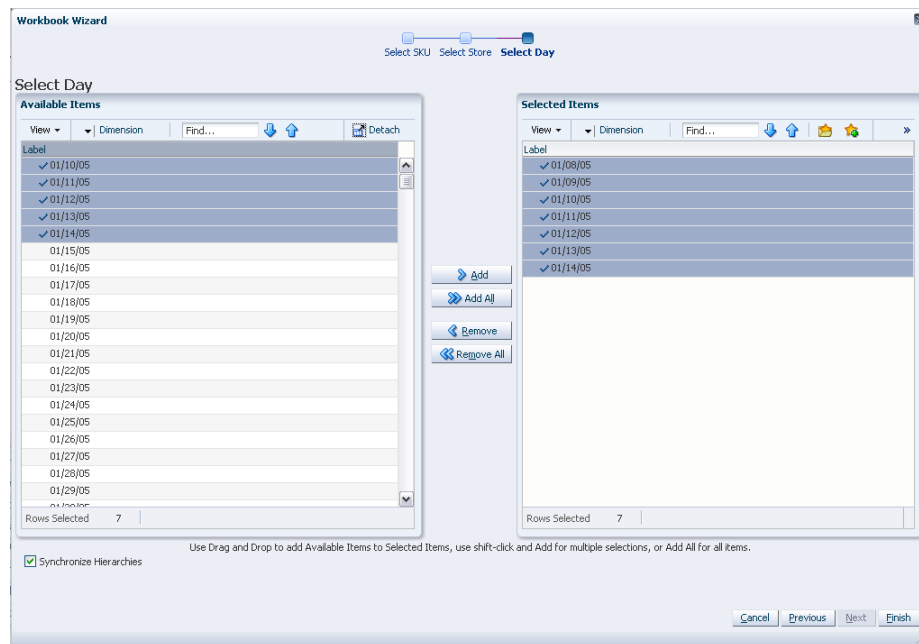 Workbook Wizard
Select SKU Select Store Select Day
Select Day
Available Items
View Dimension Find... Detach
Label
01/10/05
01/11/05
01/12/05
01/13/05
01/14/05
01/15/05
01/16/05
01/17/05
01/18/05
01/19/05
01/20/05
01/21/05
01/22/05
01/23/05
01/24/05
01/25/05
01/26/05
01/27/05
01/28/05
01/29/05
Rows Selected 7
Add
Add All
Remove
Remove All
Selected Items
View Dimension Find... »
Label
01/08/05
01/09/05
01/10/05
01/11/05
01/12/05
01/13/05
01/14/05
Rows Selected 7
Use Drag and Drop to add Available Items to Selected Items, use shift-click and Add for multiple selections, or Add All for all items.
Synchronize Hierarchies
Cancel Previous Next Finish